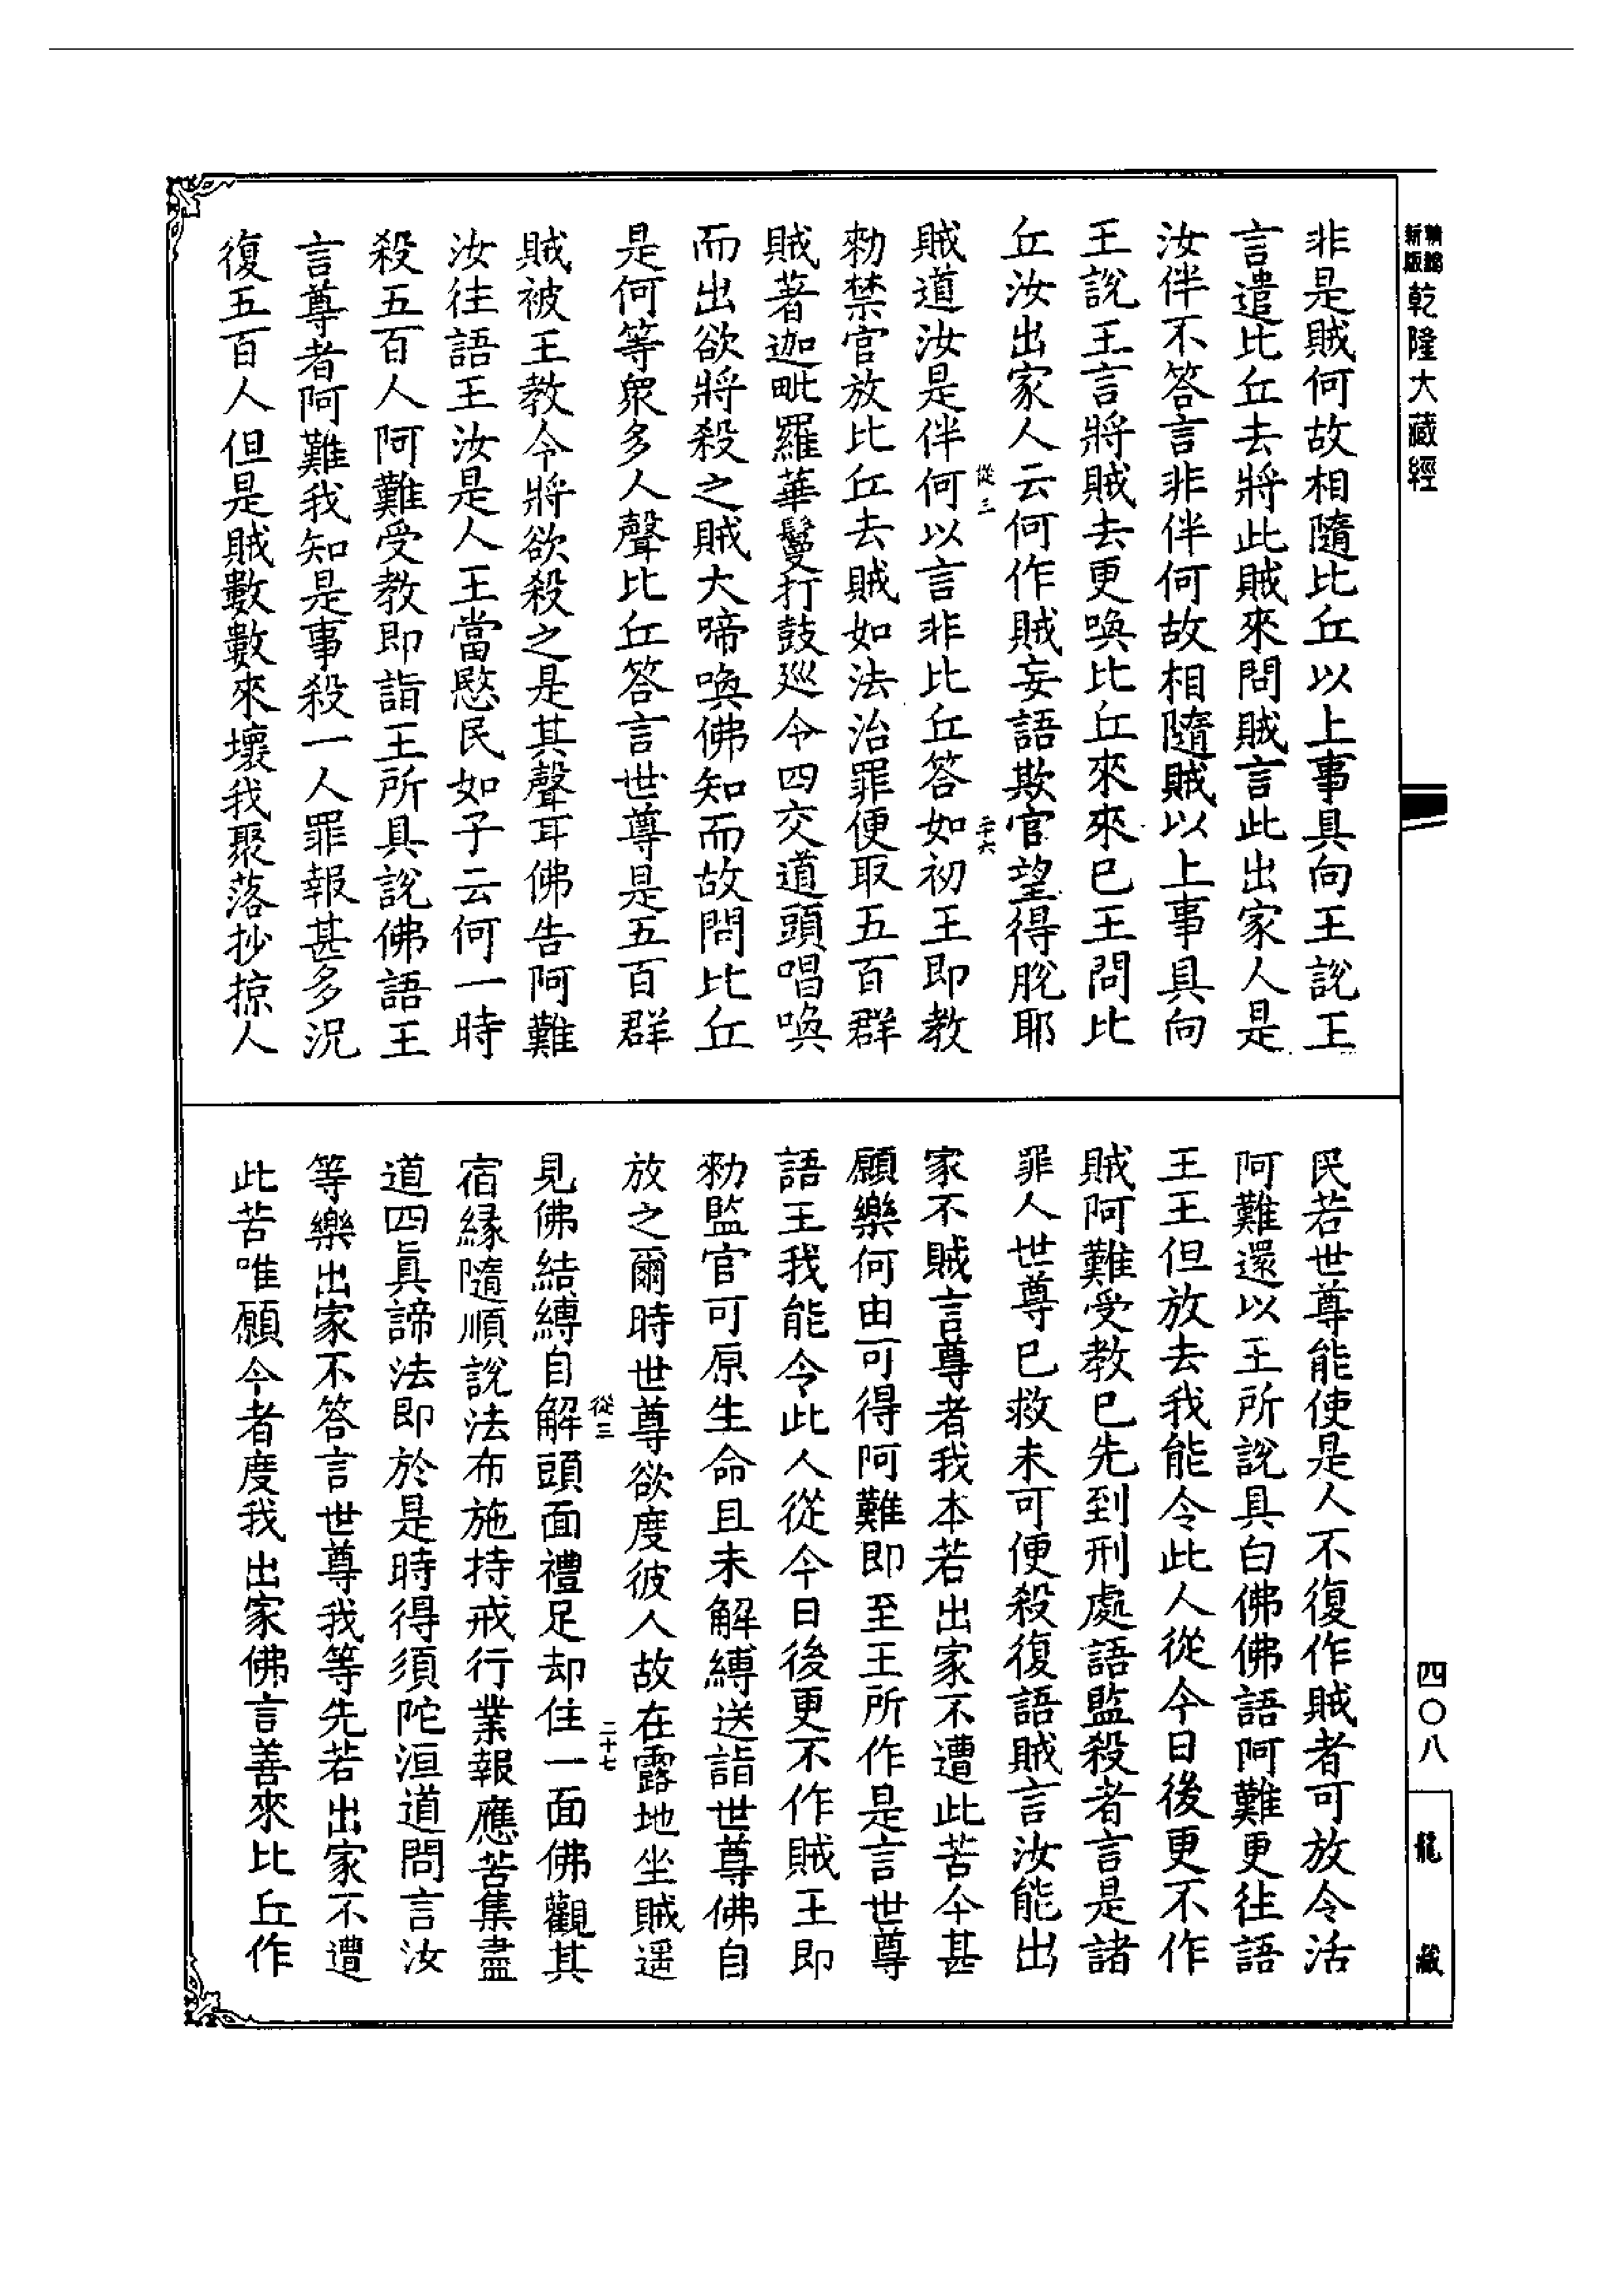 新編縮版乾隆大藏經
四〇八
龍藏
非是賊何故相隨比丘以上事具向王說王
言遣比丘去將此賊來問賊言此出家人是
汝伴不答言非伴何故相隨賊以上事具向
王說王言將賊去更喚比丘來來已王問比
丘汝出家人云何作賊妄語欺官望得脫耶
從三
二十六
賊道汝是伴何以言非比丘答如初王即教
勑禁官放比丘去賊如法治罪便取五百群
賊著迦毗羅華鬘打鼓廵令四交道頭唱喚
而出欲將殺之賊大啼喚佛知而故問比丘
是何等衆多人聲比丘答言世尊是五百群
賊被王教令將欲殺之是其聲耳佛告阿難
汝往語王汝是人王當愍民如子云何一時
殺五百人阿難受教即詣王所具說佛語王
言尊者阿難我知是事殺一人罪報甚多況
復五百人但是賊數數來壞我聚落抄掠人
民若世尊能使是人不復作賊者可放令活
阿難還以王所說具白佛佛語阿難更往語
王王但放去我能令此人從今日後更不作
賊阿難受教已先到刑處語監殺者言是諸
罪人世尊已救未可便殺復語賊言汝能出
家不賊言尊者我本若出家不遭此苦今甚
願樂何由可得阿難即至王所作是言世尊
語王我能令此人從今日後更不作賊王即
勑監官可原生命且未解縛送詣世尊佛自
放之爾時世尊欲度彼人故在露地坐賊遥
從三
二十七
見佛結縛自解頭面禮足却住一面佛觀其
宿緣隨順說法布施持戒行業報應苦集盡
道四眞諦法即於是時得須陀洹道問言汝
等樂出家不答言世尊我等先若出家不遭
此苦唯願今者度我出家佛言善來比丘作